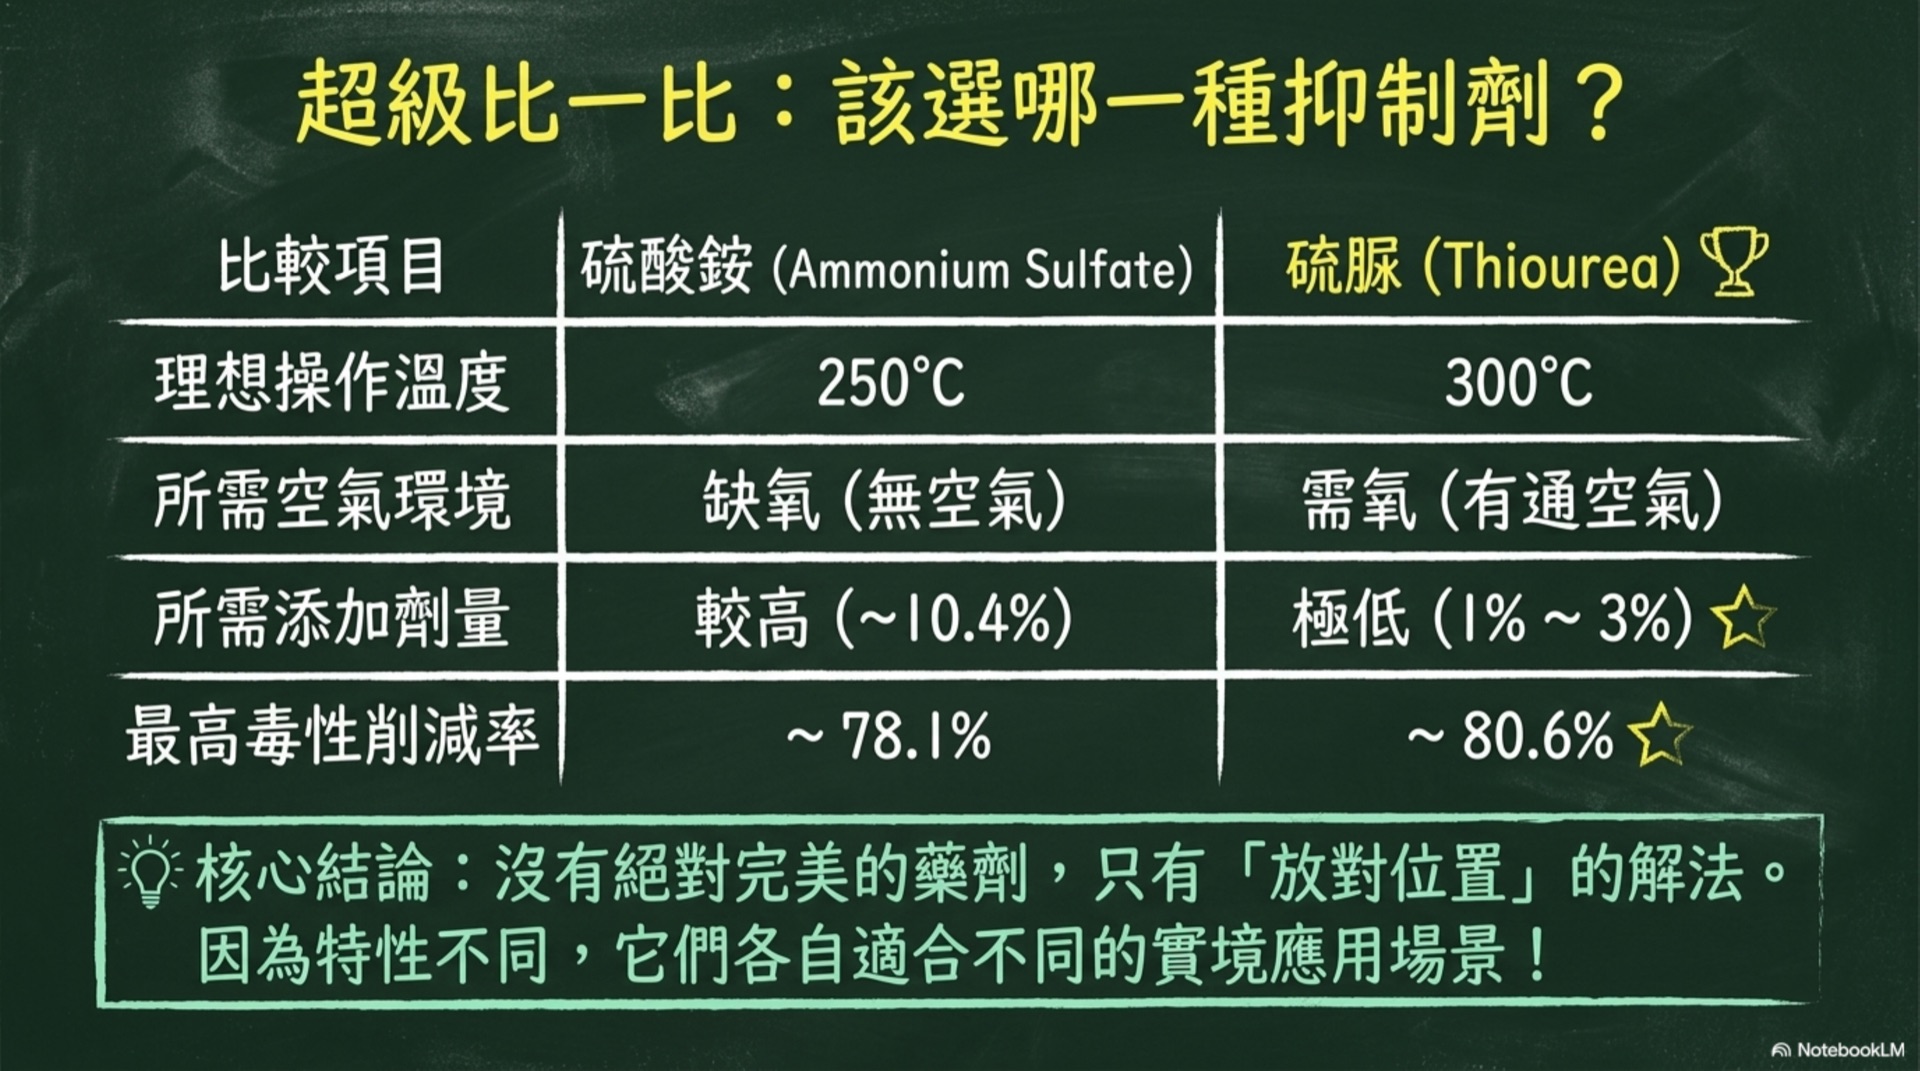 超級比一比：該選哪一種抑制劑？
比較項目 硫酸銨 (Ammonium Sulfate) 硫脲 (Thiourea)
理想操作溫度 250°C 300°C
所需空氣環境 缺氧 (無空氣) 需氧 (有通空氣)
所需添加劑量 較高 (~10.4%) 極低 (1% ~ 3%)
最高毒性削減率 ~ 78.1% ~ 80.6%
核心結論：沒有絕對完美的藥劑，只有「放對位置」的解法。
因為特性不同，它們各自適合不同的實境應用場景！
NotebookLM